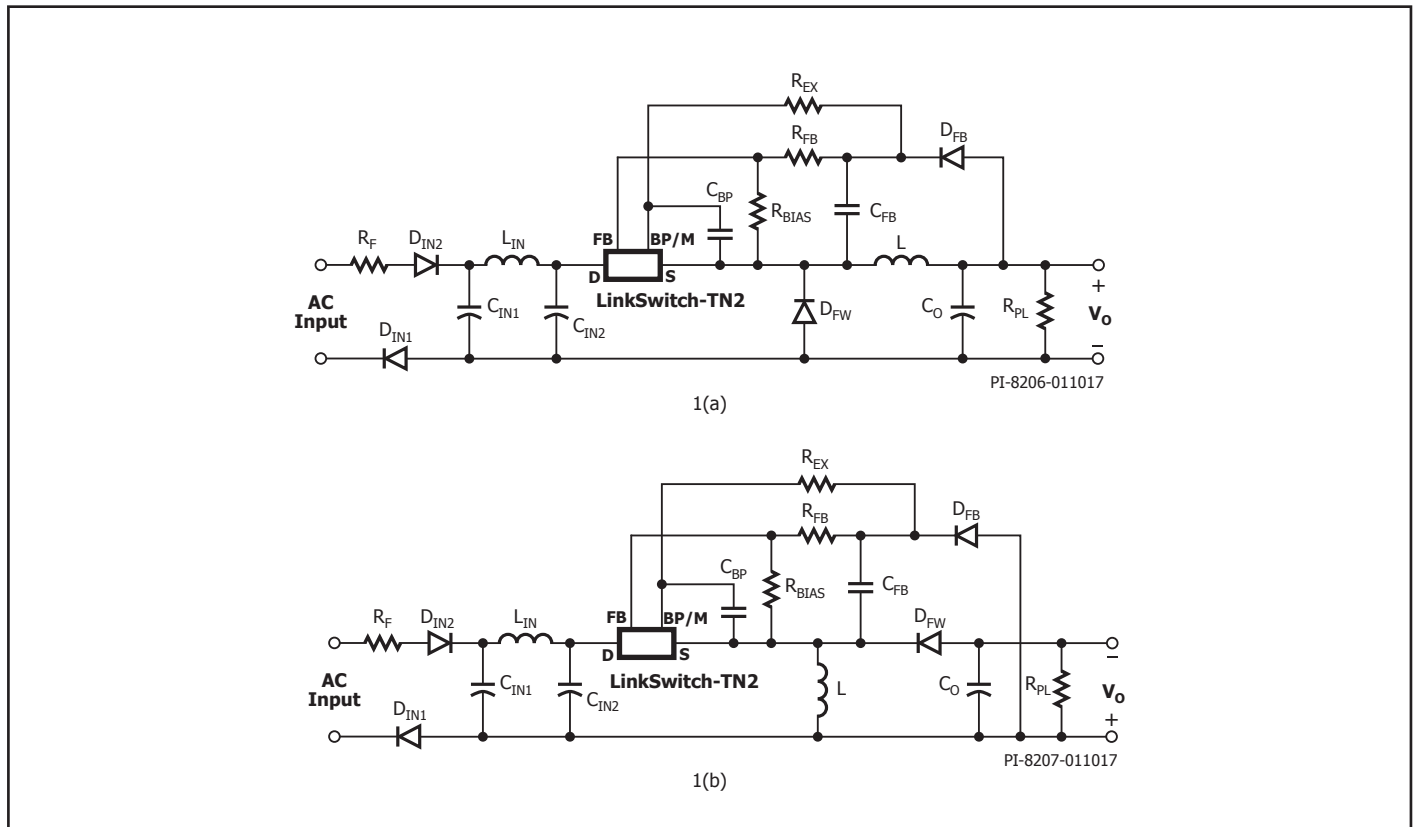 R_EX
R_FB
D_FB
C_BP
R_BIAS
C_FB
R_F
D_IN2
L_IN
FB
BP/M
L
D
S
LinkSwitch-TN2
AC
Input
C_IN1
C_IN2
D_FW
C_O
R_PL
+
V_O
–
D_IN1
PI-8206-011017
1(a)
R_EX
R_FB
D_FB
C_BP
R_BIAS
C_FB
R_F
D_IN2
L_IN
FB
BP/M
D_FW
D
S
–
LinkSwitch-TN2
AC
Input
C_IN1
C_IN2
L
C_O
R_PL
V_O
+
D_IN1
PI-8207-011017
1(b)